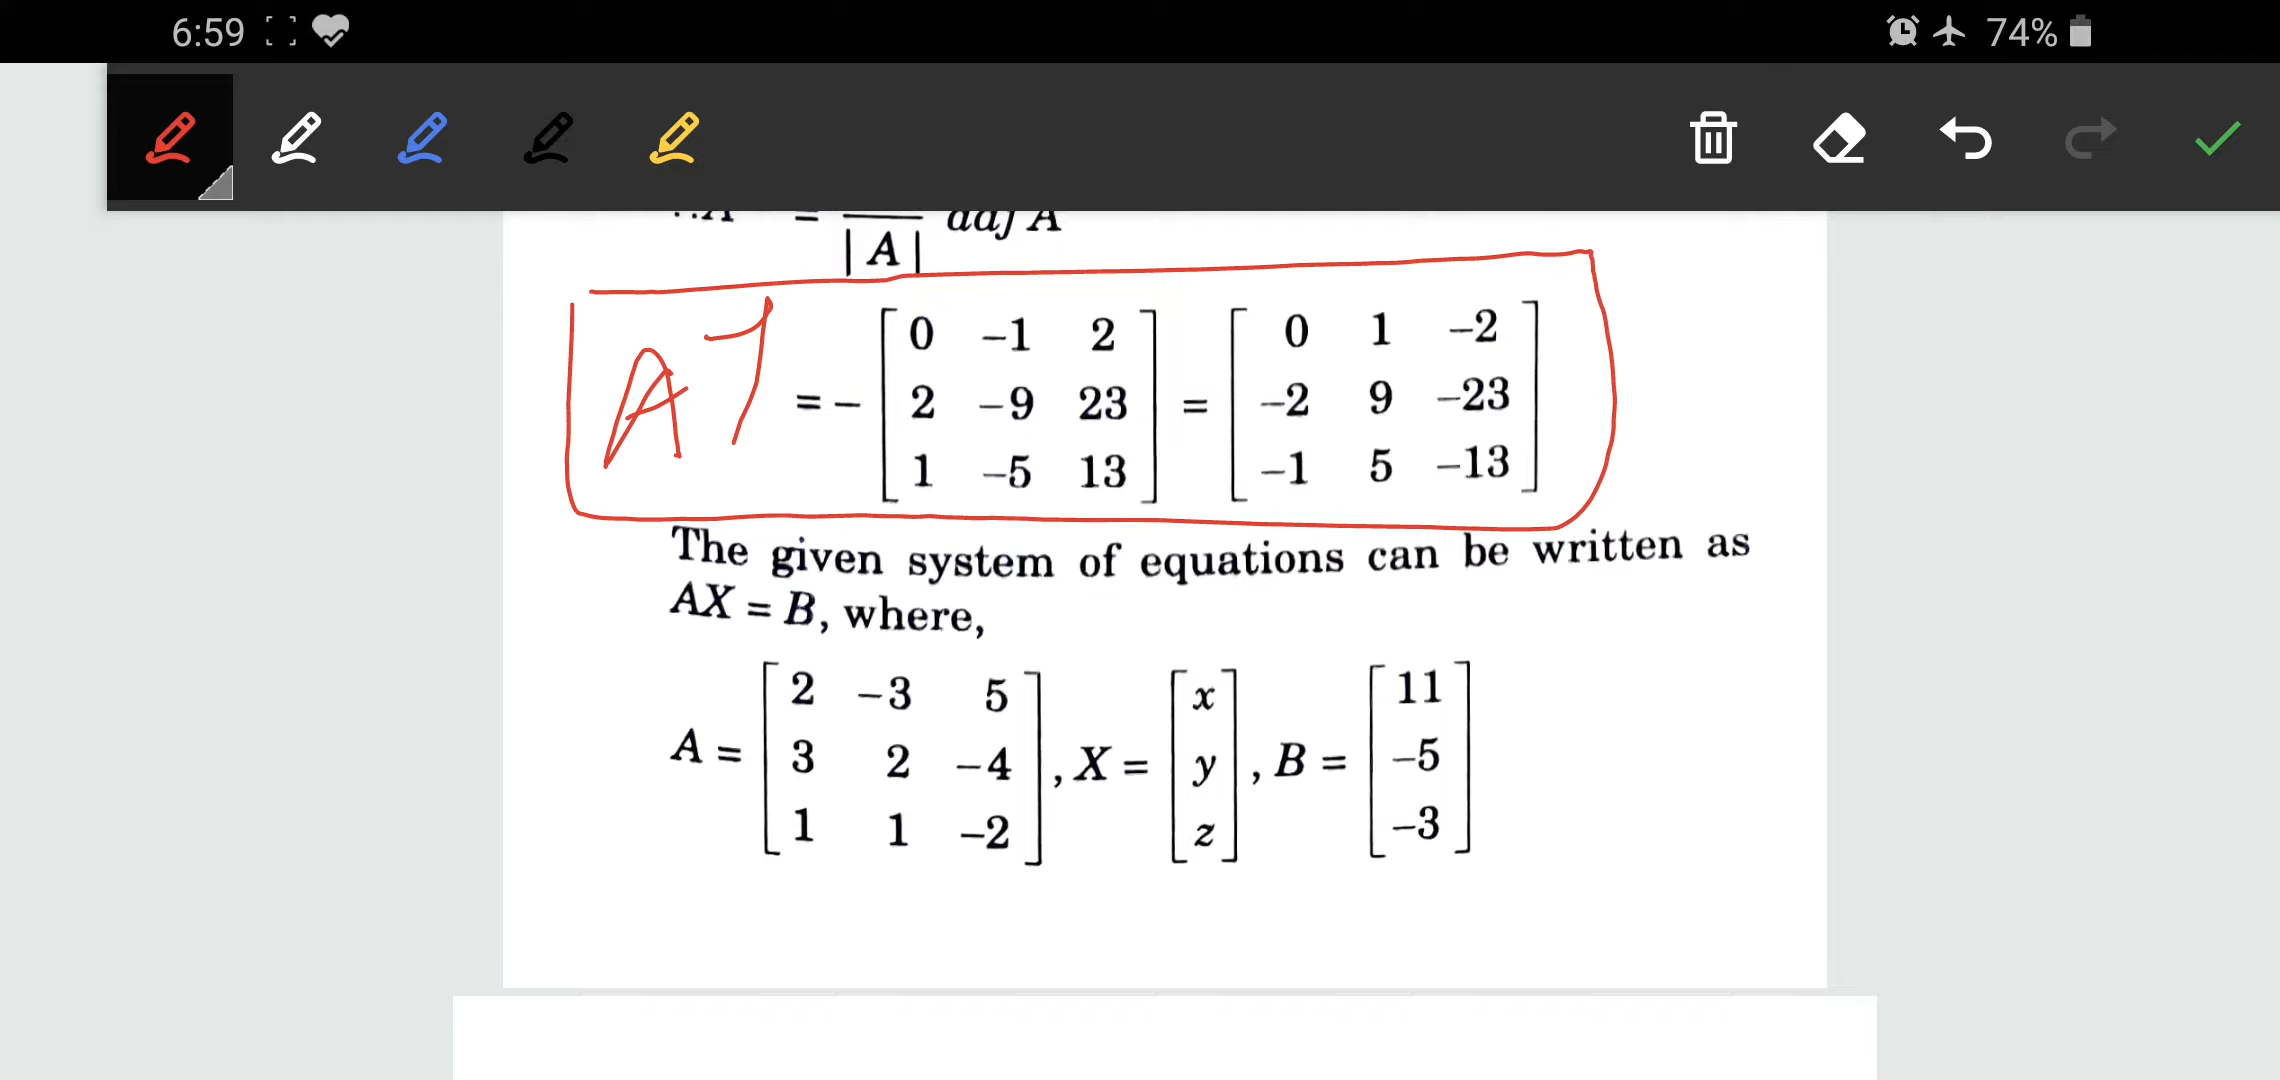 6:59 74%
| A | adj A
A⁻¹ = − [ 0 −1 2 ] = [ 0 1 −2 ]
[ 2 −9 23 ] [ −2 9 −23 ]
[ 1 −5 13 ] [ −1 5 −13 ]
The given system of equations can be written as
AX = B, where,
A = [ 2 −3 5 ] , X = [ x ] , B = [ 11 ]
[ 3 2 −4 ] [ y ] [ −5 ]
[ 1 1 −2 ] [ z ] [ −3 ]